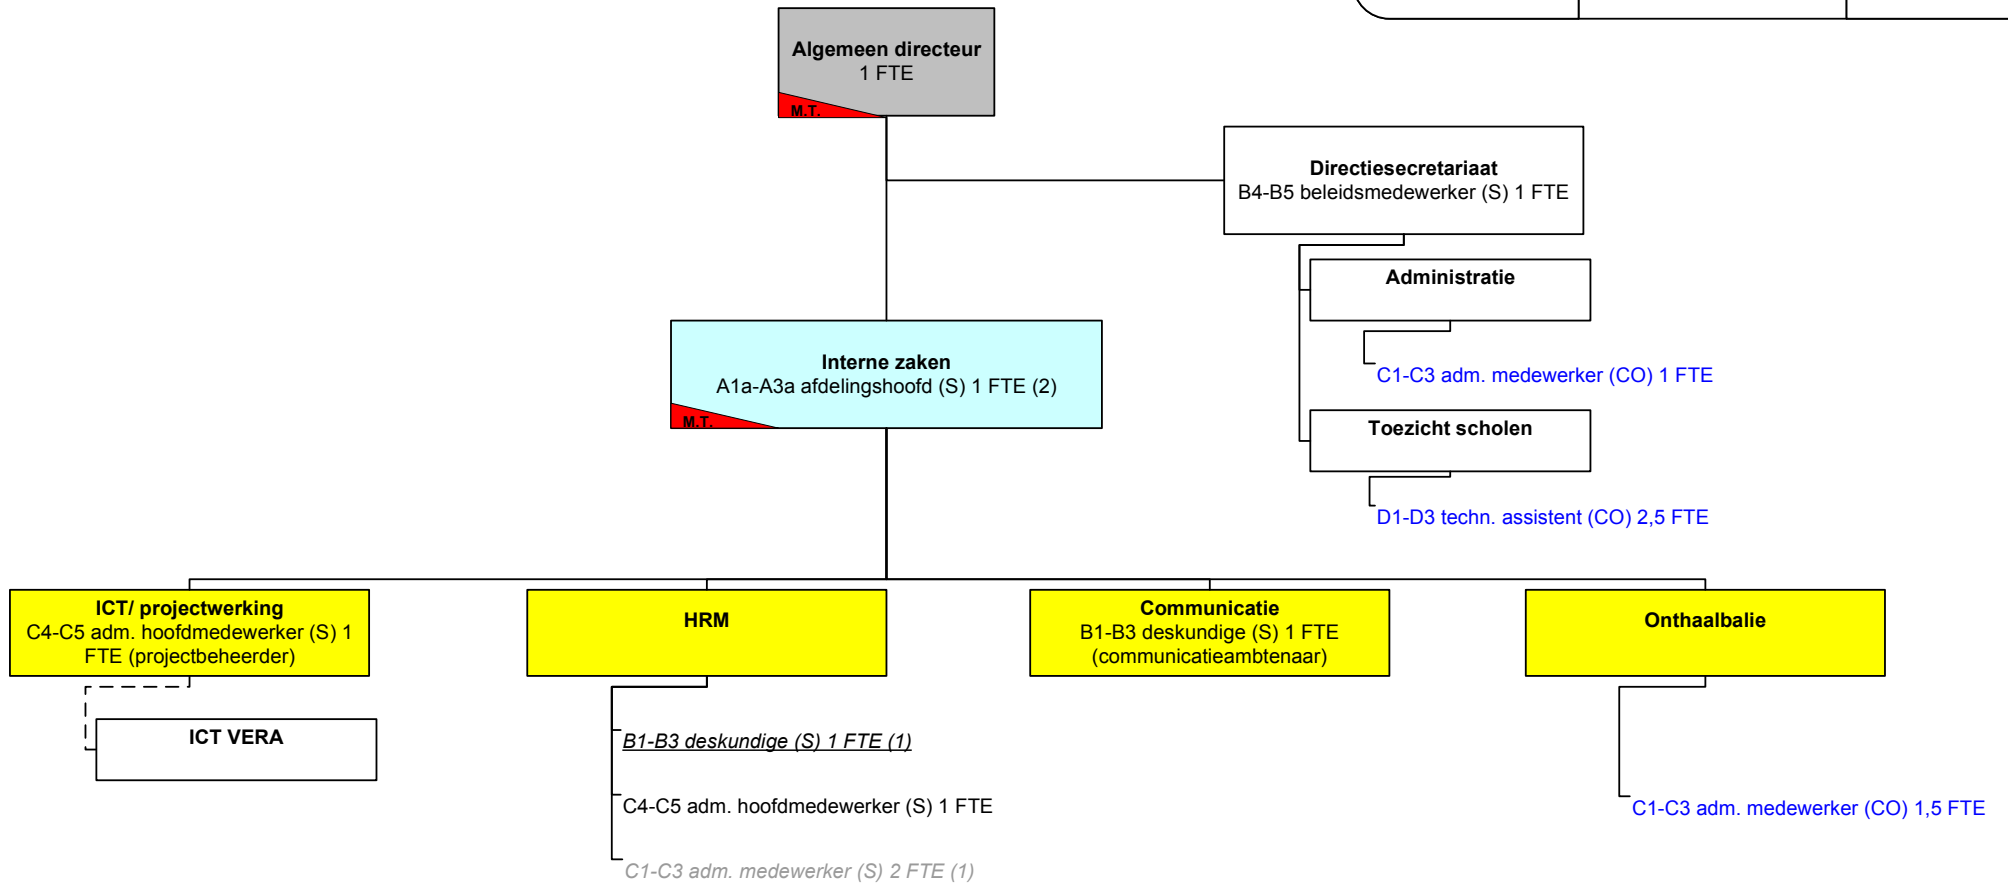 Algemeen directeur
1 FTE
M.T.
Directiesecretariaat
B4-B5 beleidsmedewerker (S) 1 FTE
Administratie
C1-C3 adm. medewerker (CO) 1 FTE
Toezicht scholen
D1-D3 techn. assistent (CO) 2,5 FTE
Interne zaken
A1a-A3a afdelingshoofd (S) 1 FTE (2)
M.T.
ICT/ projectwerking
C4-C5 adm. hoofdmedewerker (S) 1
FTE (projectbeheerder)
ICT VERA
HRM
B1-B3 deskundige (S) 1 FTE (1)
C4-C5 adm. hoofdmedewerker (S) 1 FTE
C1-C3 adm. medewerker (S) 2 FTE (1)
Communicatie
B1-B3 deskundige (S) 1 FTE
(communicatieambtenaar)
Onthaalbalie
C1-C3 adm. medewerker (CO) 1,5 FTE